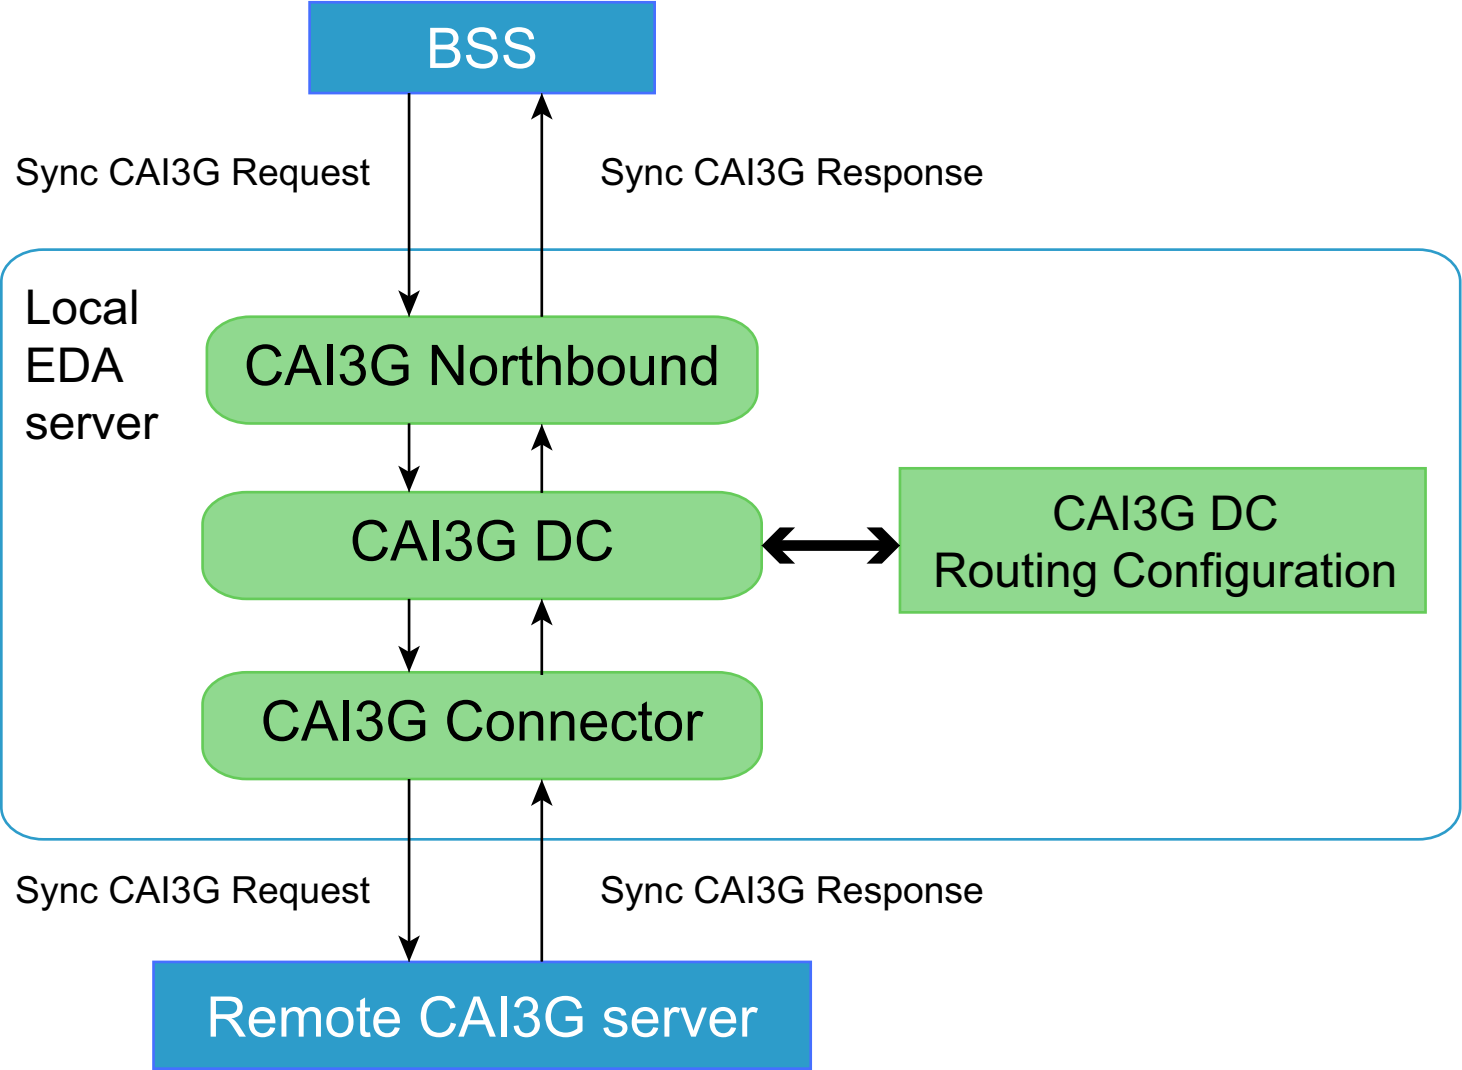 BSS
Sync CAI3G Request
Sync CAI3G Response
Local
EDA
server
CAI3G Northbound
CAI3G DC
CAI3G DC
Routing Configuration
CAI3G Connector
Sync CAI3G Request
Sync CAI3G Response
Remote CAI3G server